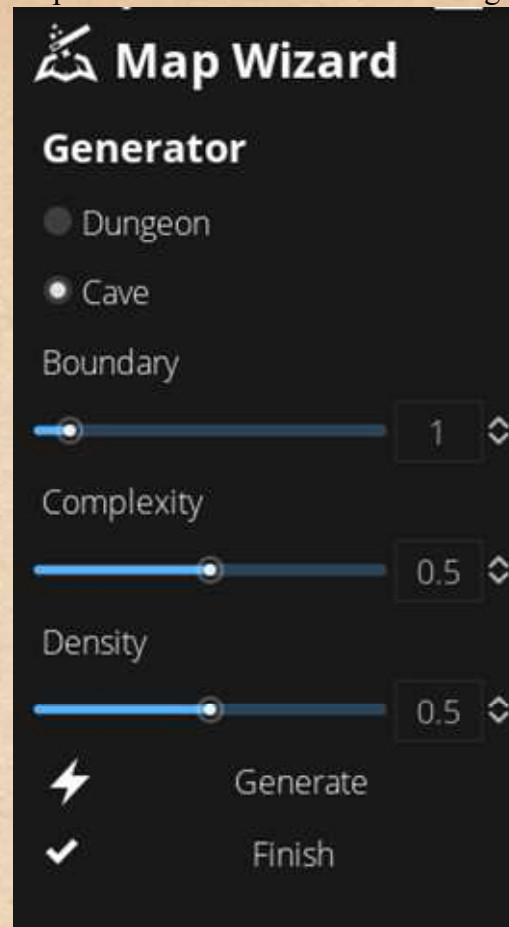 Map Wizard
Generator
Dungeon
Cave
Boundary
1
Complexity
0.5
Density
0.5
Generate
Finish